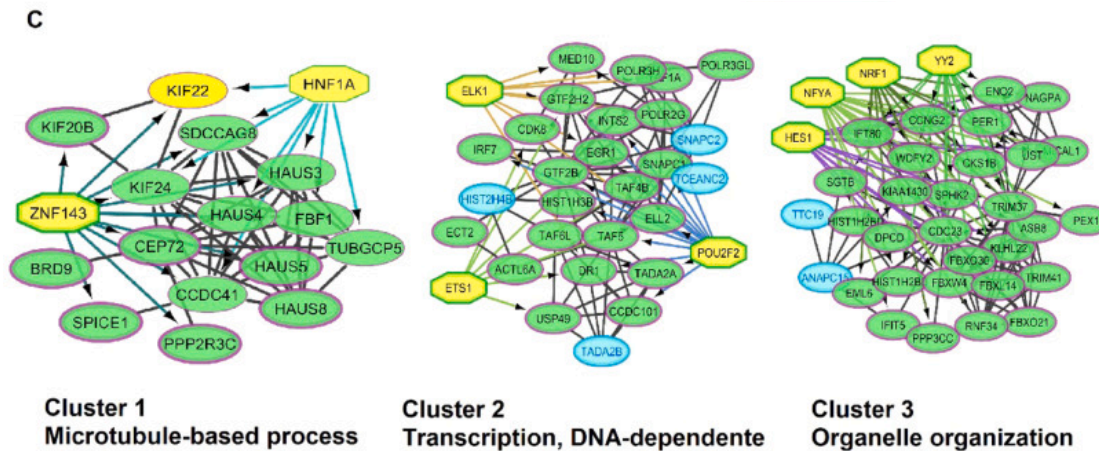 C
KIF22
HNF1A
KIF20B
SDCCAG8
KIF24
HAUS3
ZNF143
HAUS4
FBF1
CEP72
TUBGCP5
BRD9
HAUS5
CCDC41
SPICE1
HAUS8
PPP2R3C
Cluster 1
Microtubule-based process
MED10
POLR3H
POLR3GL
ELK1
GTF2H2
CDK8
INTS2
POLR2G
SNAPC2
IRF7
EGR1
SNAPC1
GTF2B
TCEANC2
HIST2H4B
HIST1H3B
TAF4B
ELL2
ECT2
TAF6L
TAF5
POU2F2
ACTL6A
DR1
TADA2A
ETS1
USP49
CCDC101
TADA2B
Cluster 2
Transcription, DNA-dependente
YY2
NRF1
NFYA
ENO2
NAGPA
HES1
IFT80
CCNG2
PER1
UST
WDFY2
CKS1B
SGTB
KIAA1430
SPHK2
TRIM37
TTC19
DPCD
CDC23
ASB8
KLHL22
ANAPC15
FBXO30
EML6
HIST1H2B
FBXW4
FBXL14
TRIM41
IFIT5
PPP3CC
RNF34
FBXO21
Cluster 3
Organelle organization